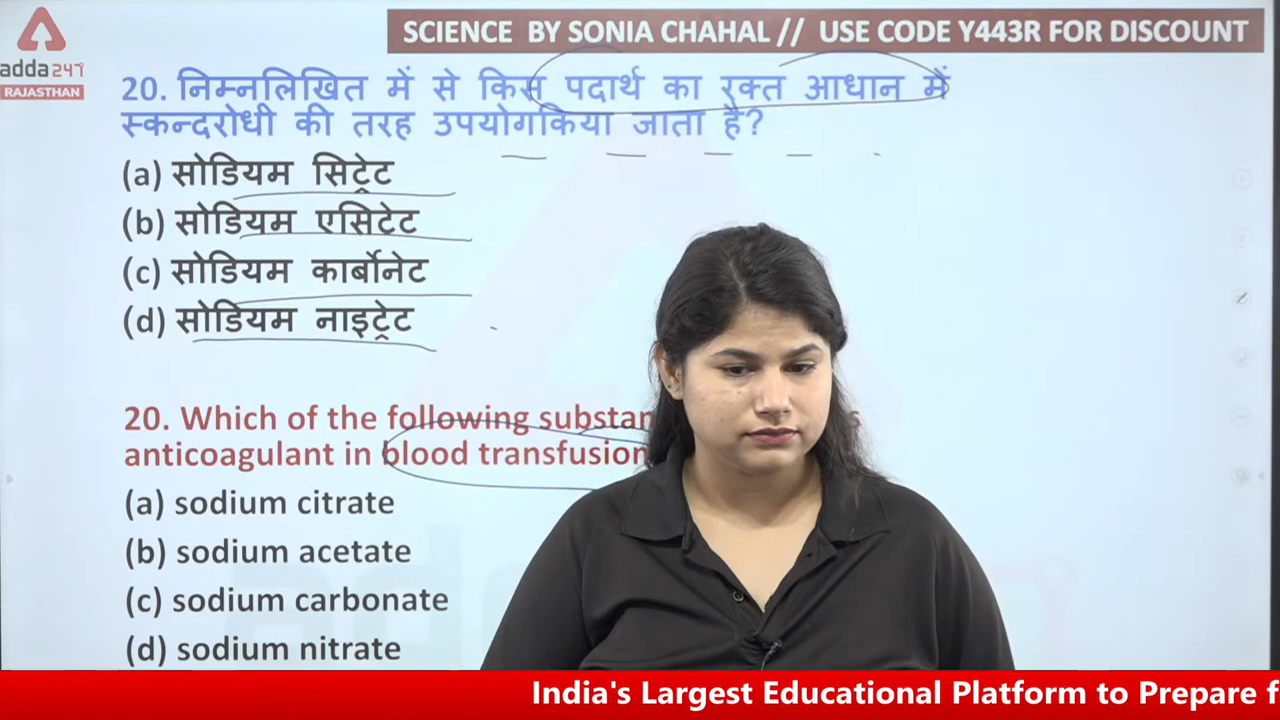 SCIENCE BY SONIA CHAHAL // USE CODE Y443R FOR DISCOUNT
adda247
RAJASTHAN
20. निम्नलिखित में से किस पदार्थ का रक्त आधान में
स्कन्दरोधी की तरह उपयोगकिया जाता है?
(a) सोडियम सिट्रेट
(b) सोडियम एसिटेट
(c) सोडियम कार्बोनेट
(d) सोडियम नाइट्रेट
20. Which of the following
anticoagulant in blood transfusion
(a) sodium citrate
(b) sodium acetate
(c) sodium carbonate
(d) sodium nitrate
India's Largest Educational Platform to Prepare